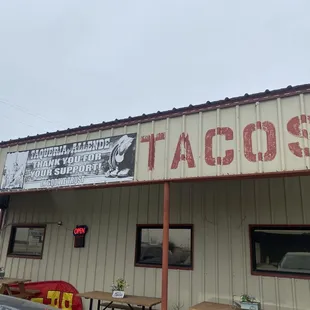 TAQUERIA, ALLENDE
THANK YOU FOR
YOUR SUPPORT!
TACOS
OPEN